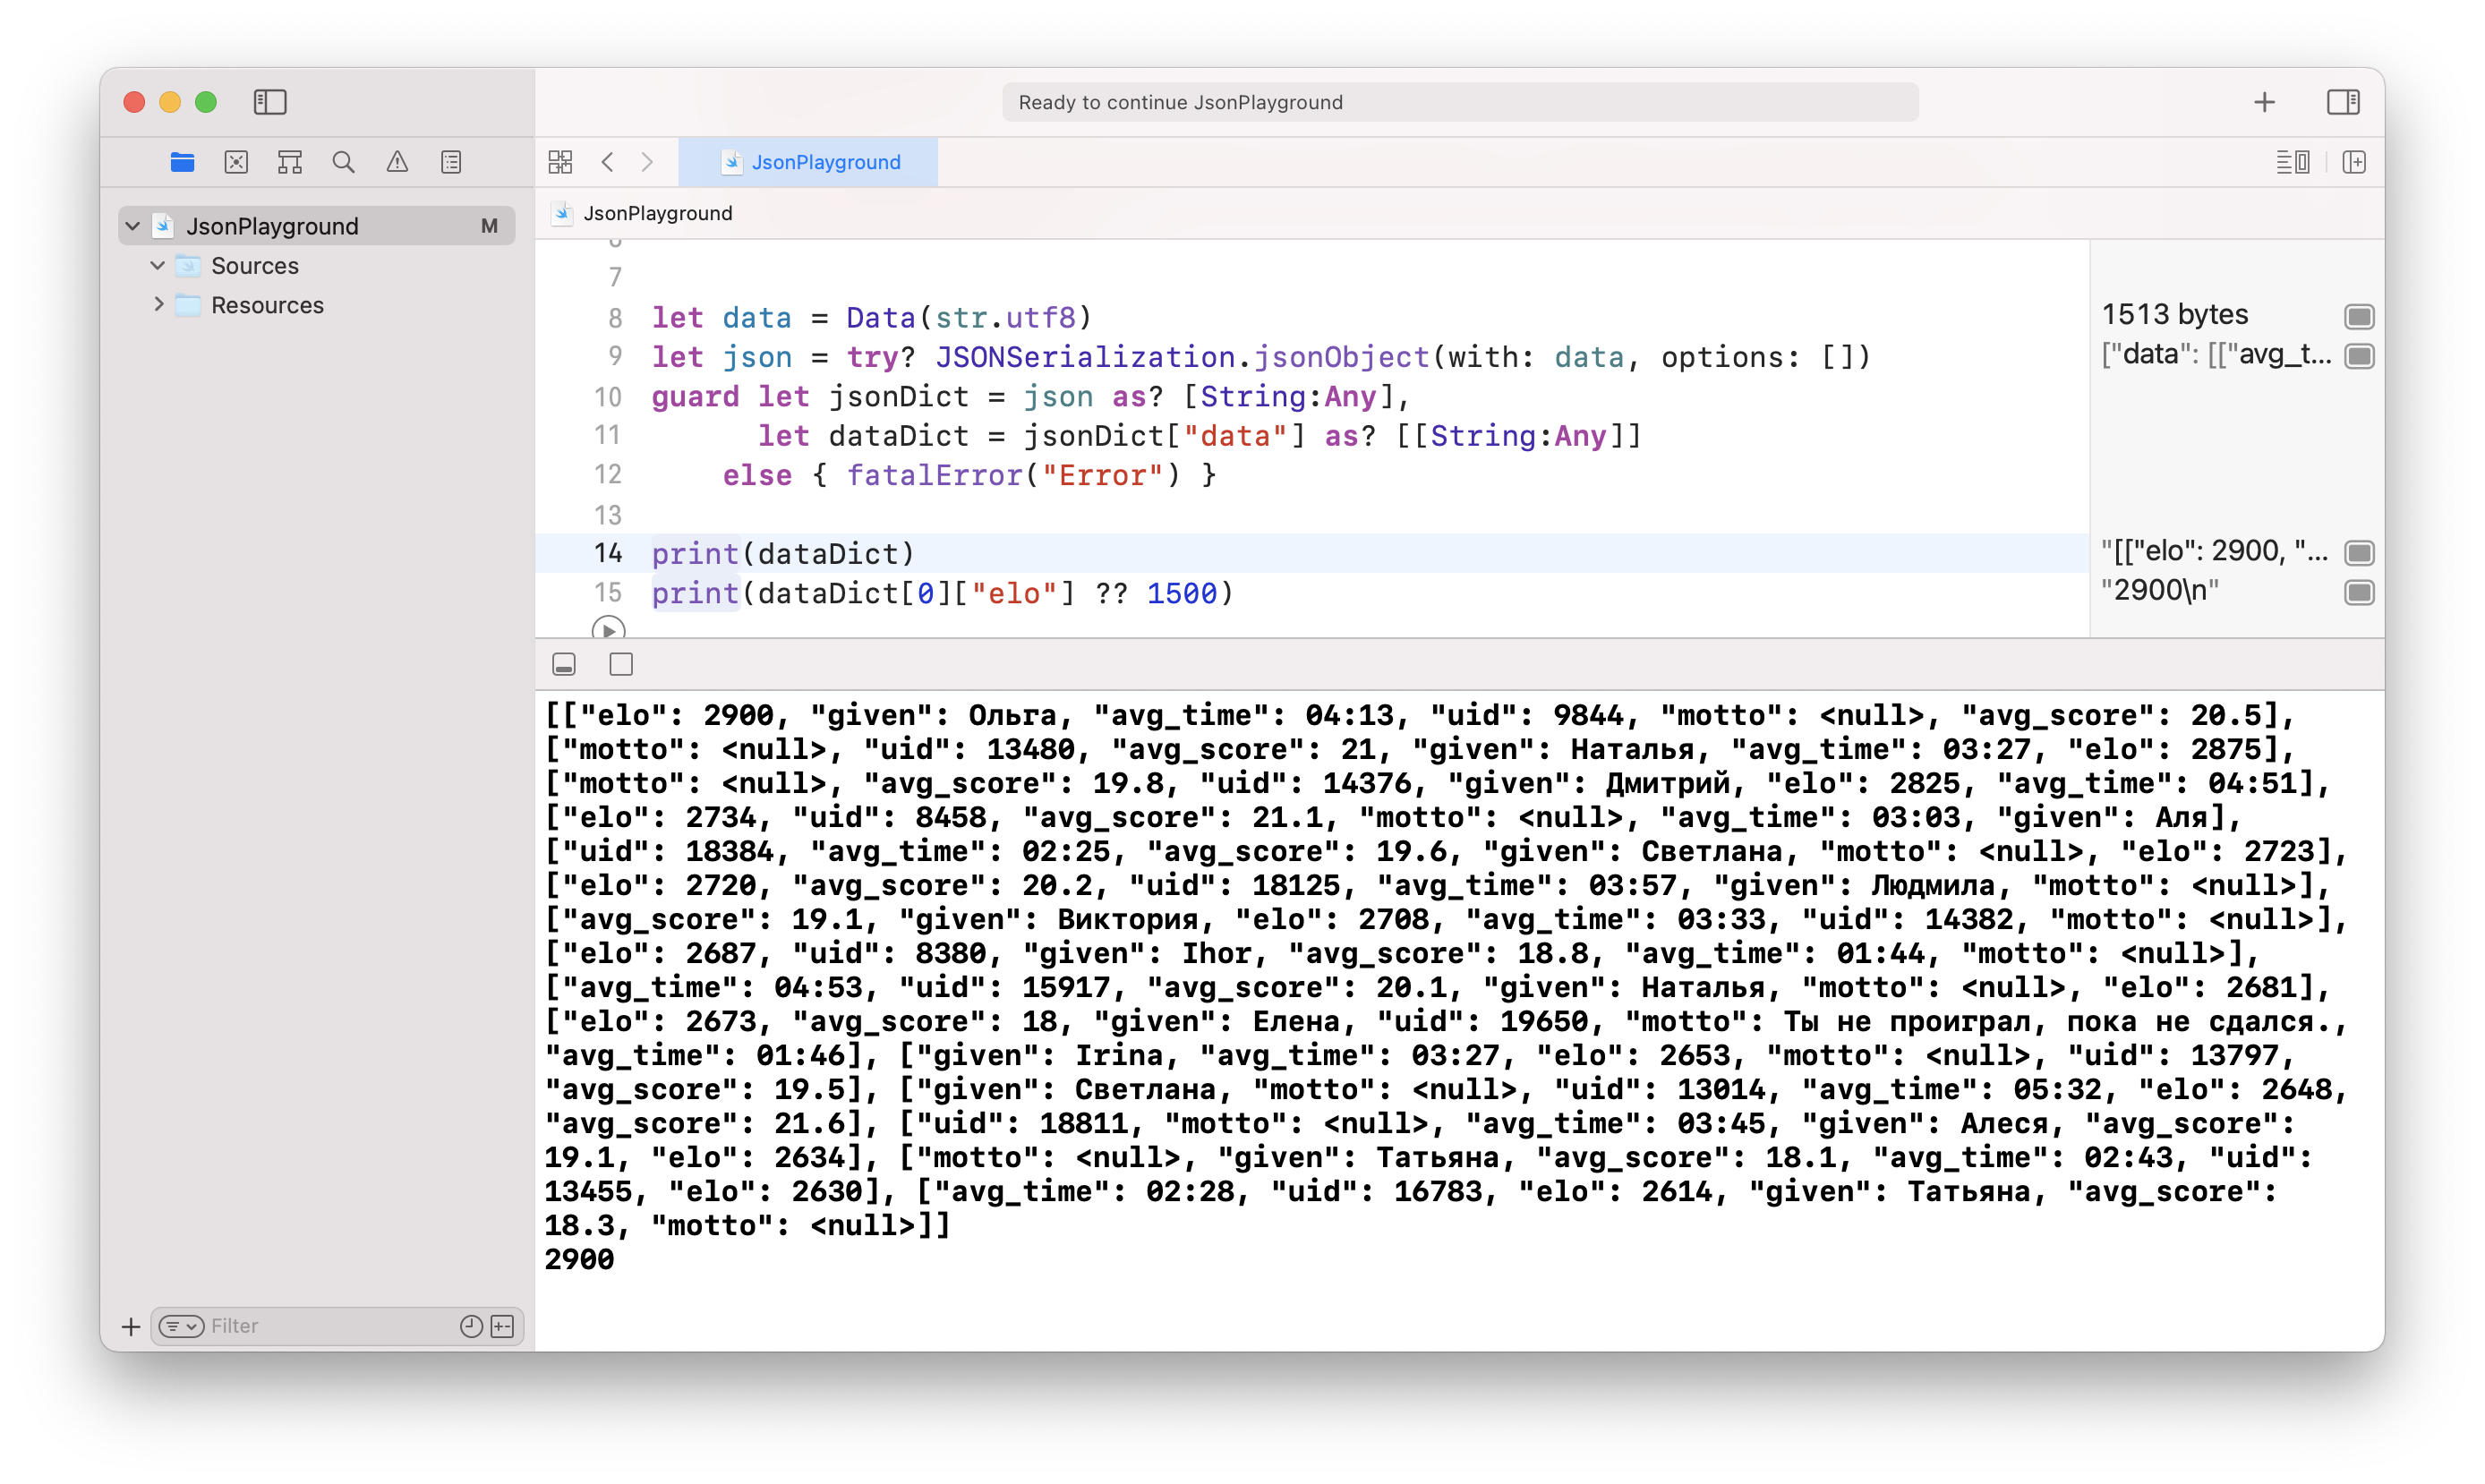 Ready to continue JsonPlayground
JsonPlayground
JsonPlayground
M
Sources
Resources
JsonPlayground
6
7
8 let data = Data(str.utf8)
1513 bytes
9 let json = try? JSONSerialization.jsonObject(with: data, options: [])
["data": [["avg_t...
10 guard let jsonDict = json as? [String:Any],
11 let dataDict = jsonDict["data"] as? [[String:Any]]
12 else { fatalError("Error") }
13
14 print(dataDict)
"[["elo": 2900, "...
15 print(dataDict[0]["elo"] ?? 1500)
"2900\n"
[["elo": 2900, "given": Ольга, "avg_time": 04:13, "uid": 9844, "motto": <null>, "avg_score": 20.5],
["motto": <null>, "uid": 13480, "avg_score": 21, "given": Наталья, "avg_time": 03:27, "elo": 2875],
["motto": <null>, "avg_score": 19.8, "uid": 14376, "given": Дмитрий, "elo": 2825, "avg_time": 04:51],
["elo": 2734, "uid": 8458, "avg_score": 21.1, "motto": <null>, "avg_time": 03:03, "given": Аля],
["uid": 18384, "avg_time": 02:25, "avg_score": 19.6, "given": Светлана, "motto": <null>, "elo": 2723],
["elo": 2720, "avg_score": 20.2, "uid": 18125, "avg_time": 03:57, "given": Людмила, "motto": <null>],
["avg_score": 19.1, "given": Виктория, "elo": 2708, "avg_time": 03:33, "uid": 14382, "motto": <null>],
["elo": 2687, "uid": 8380, "given": Ihor, "avg_score": 18.8, "avg_time": 01:44, "motto": <null>],
["avg_time": 04:53, "uid": 15917, "avg_score": 20.1, "given": Наталья, "motto": <null>, "elo": 2681],
["elo": 2673, "avg_score": 18, "given": Елена, "uid": 19650, "motto": Ты не проиграл, пока не сдался.,
"avg_time": 01:46], ["given": Irina, "avg_time": 03:27, "elo": 2653, "motto": <null>, "uid": 13797,
"avg_score": 19.5], ["given": Светлана, "motto": <null>, "uid": 13014, "avg_time": 05:32, "elo": 2648,
"avg_score": 21.6], ["uid": 18811, "motto": <null>, "avg_time": 03:45, "given": Алеся, "avg_score":
19.1, "elo": 2634], ["motto": <null>, "given": Татьяна, "avg_score": 18.1, "avg_time": 02:43, "uid":
13455, "elo": 2630], ["avg_time": 02:28, "uid": 16783, "elo": 2614, "given": Татьяна, "avg_score":
18.3, "motto": <null>]]
2900
Filter